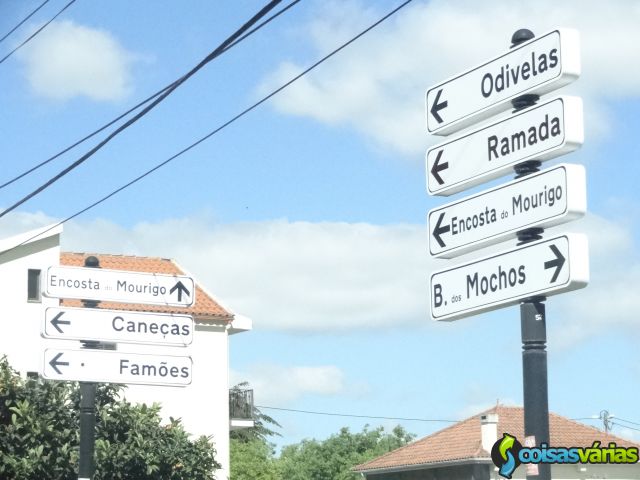 Odivelas
Ramada
Encosta do Mourigo
B. dos Mochos
Encosta do Mourigo
Caneças
Famões
coisasvárias